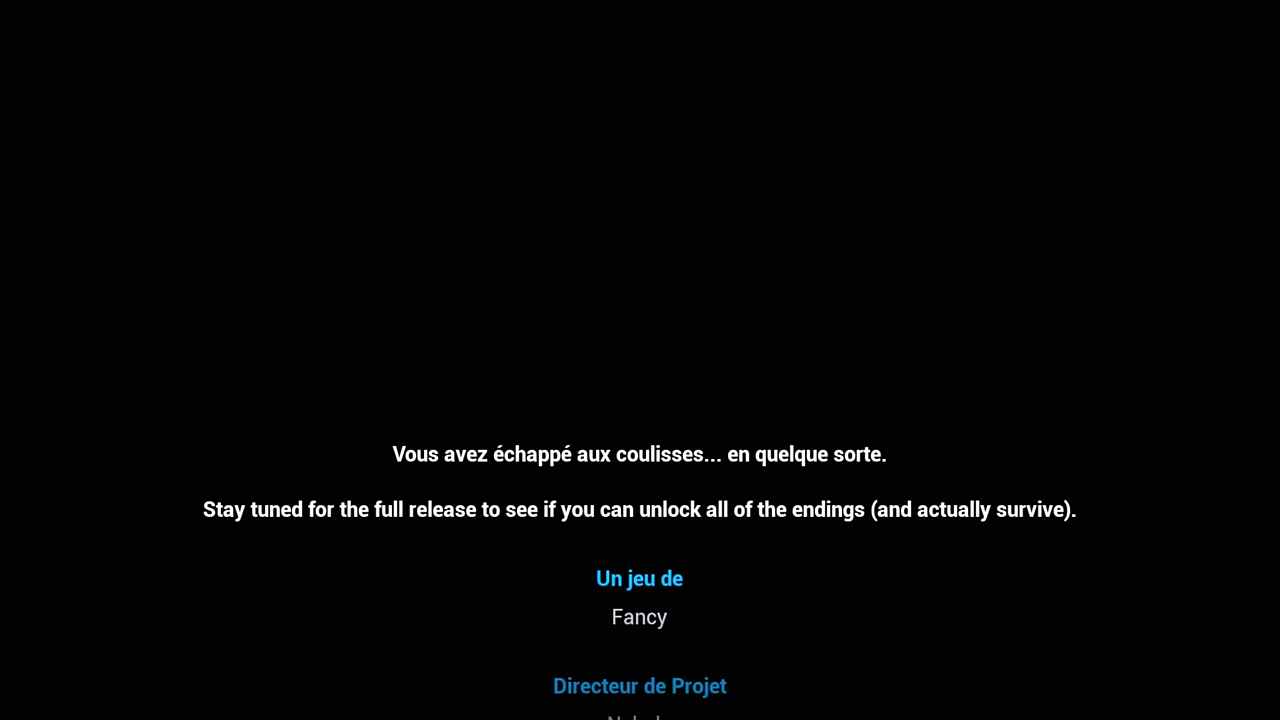 Vous avez échappé aux coulisses... en quelque sorte.
Stay tuned for the full release to see if you can unlock all of the endings (and actually survive).
Un jeu de
Fancy
Directeur de Projet